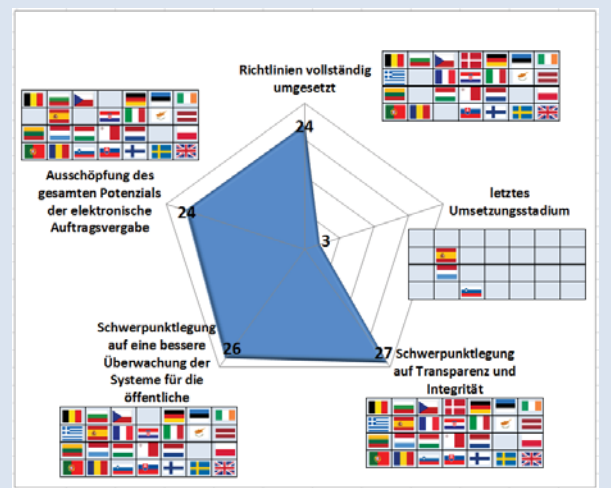 Richtlinien vollständig
umgesetzt
24
letztes
Umsetzungsstadium
3
Schwerpunktlegung
auf Transparenz und
Integrität
27
Schwerpunktlegung
auf eine bessere
Überwachung der
Systeme für die
öffentliche
26
Ausschöpfung des
gesamten Potenzials
der elektronische
Auftragsvergabe
24